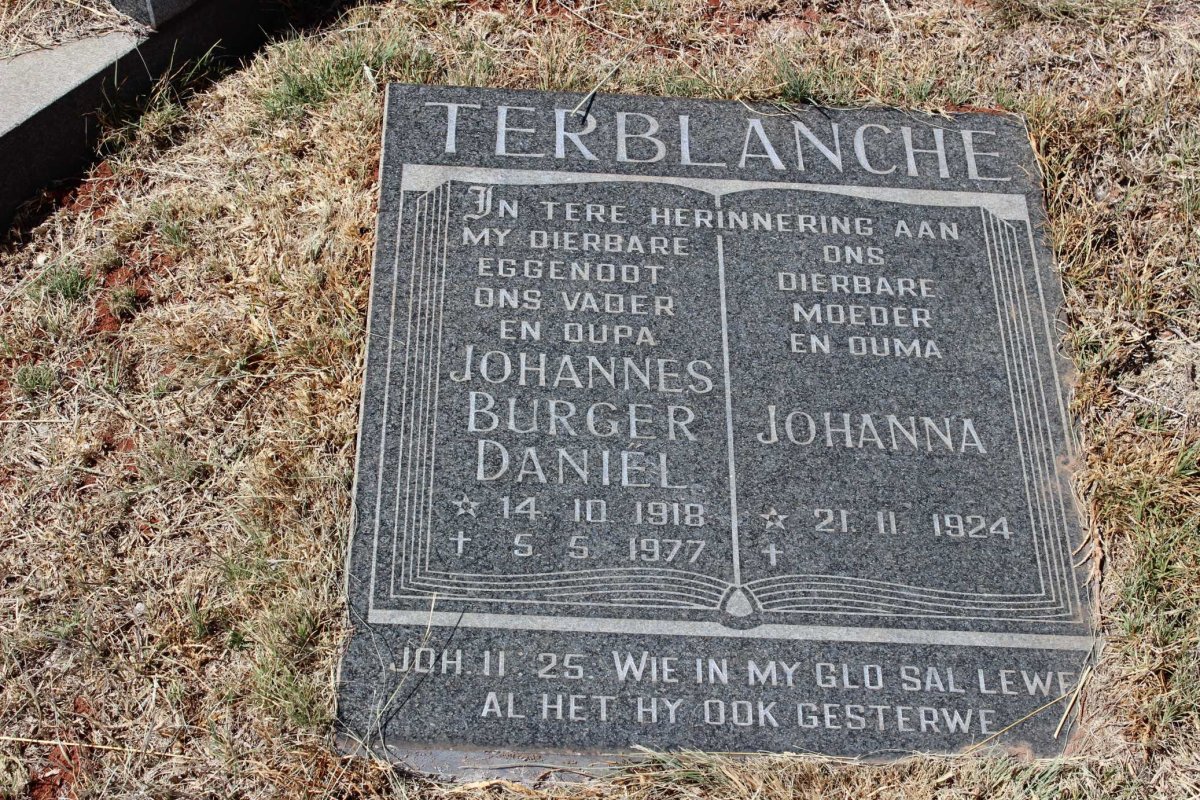 TERBLANCHE
IN TERE HERINNERING AAN
MY DIERBARE
EGGENOOT
ONS VADER
EN OUPA
JOHANNES
BURGER
DANIÉL
☆ 14. 10. 1918
† 5. 5. 1977
ONS
DIERBARE
MOEDER
EN OUMA
JOHANNA
☆ 21. 11. 1924
†
JOH. 11 : 25. WIE IN MY GLO SAL LEWE
AL HET HY OOK GESTERWE